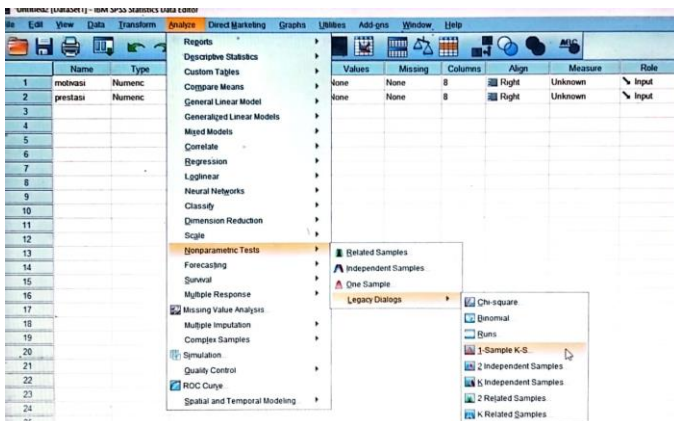 Untitled2 [DataSet1] - IBM SPSS Statistics Data Editor
File Edit View Data Transform Analyze Direct Marketing Graphs Utilities Add-ons Window Help
Name Type Values Missing Columns Align Measure Role
1 motivasi Numeric None None 8 Right Unknown Input
2 prestasi Numeric None None 8 Right Unknown Input
3
4
5
6
7
8
9
10
11
12
13
14
15
16
17
18
19
20
21
22
23
24
Reports
Descriptive Statistics
Custom Tables
Compare Means
General Linear Model
Generalized Linear Models
Mixed Models
Correlate
Regression
Loglinear
Neural Networks
Classify
Dimension Reduction
Scale
Nonparametric Tests
Forecasting
Survival
Multiple Response
Missing Value Analysis...
Multiple Imputation
Complex Samples
Simulation...
Quality Control
ROC Curve...
Spatial and Temporal Modeling...
Related Samples...
Independent Samples...
One Sample...
Legacy Dialogs
Chi-square...
Binomial...
Runs...
1-Sample K-S...
2 Independent Samples...
K Independent Samples...
2 Related Samples...
K Related Samples...